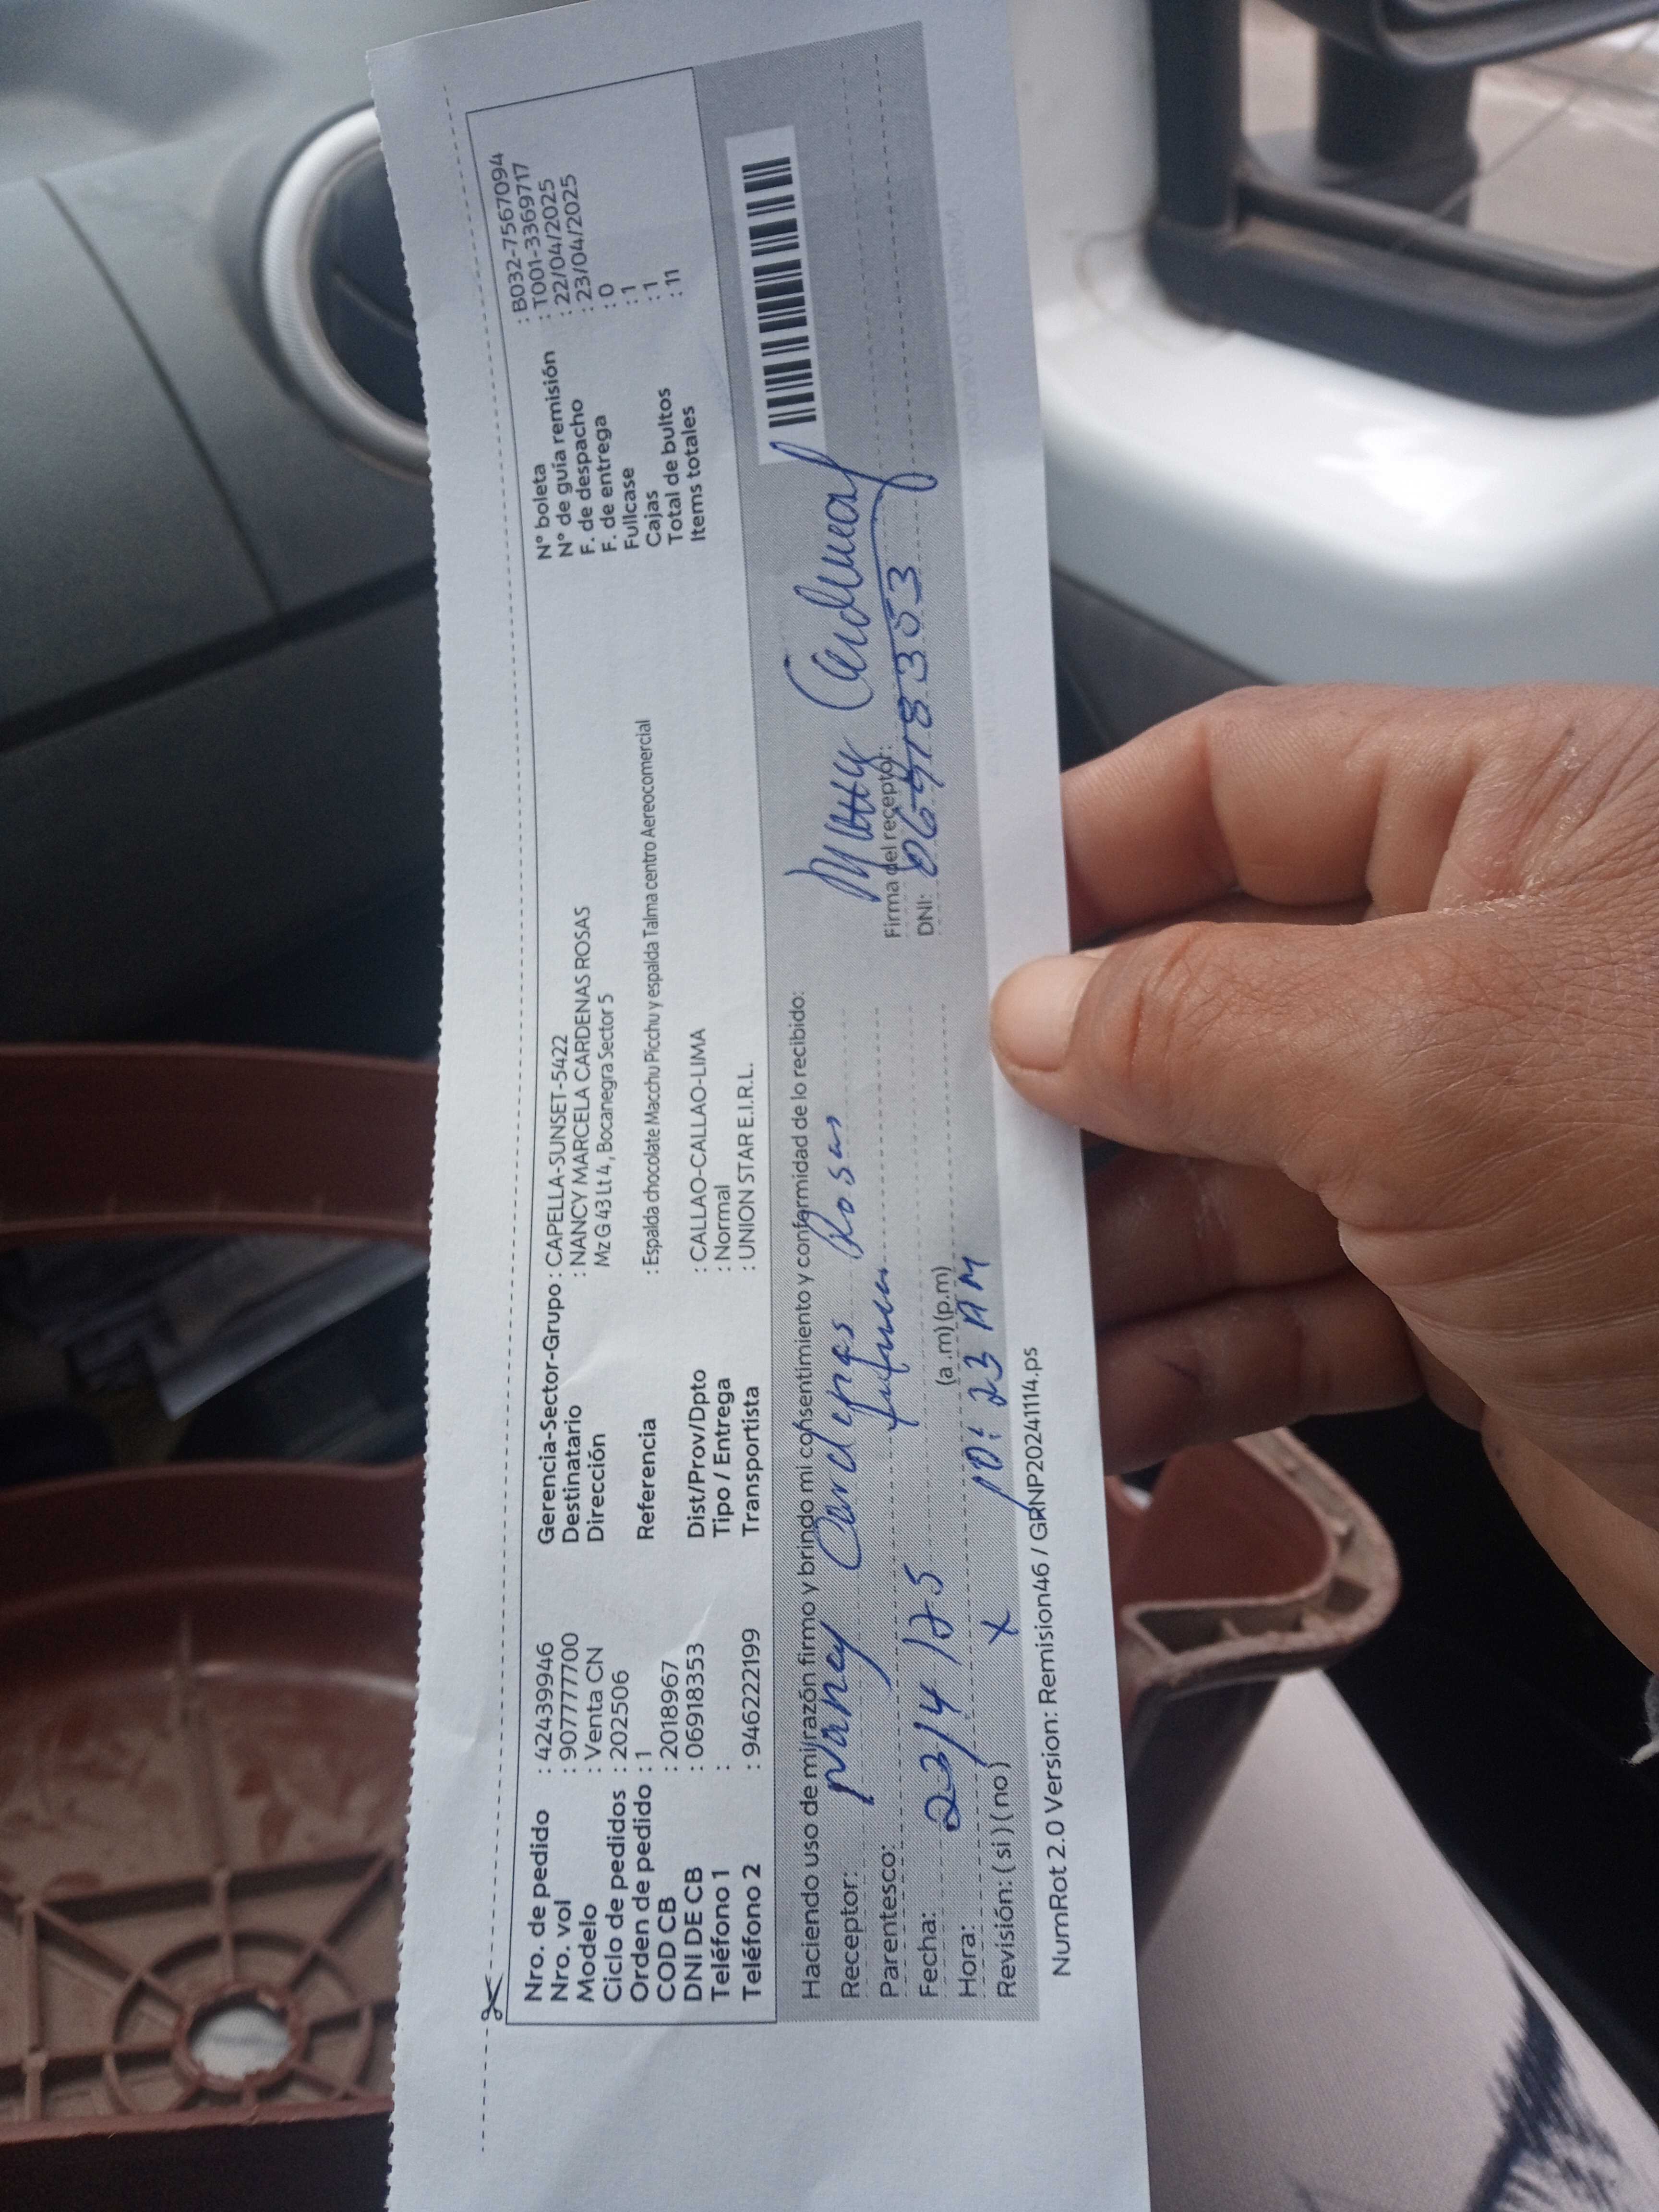 Nro. de pedido : 42439946
Nro. vol : 907777700
Modelo : Venta CN
Ciclo de pedidos : 202506
Orden de pedido : 1
COD CB : 2018967
DNI DE CB : 06918353
Teléfono 1 :
Teléfono 2 : 946222199
Gerencia-Sector-Grupo : CAPELLA-SUNSET-5422
Destinatario : NANCY MARCELA CARDENAS ROSAS
Dirección Mz G 43 Lt 4, Bocanegra Sector 5
Referencia : Espalda chocolate Macchu Picchu y espalda Talma centro Aereocomercial
Dist/Prov/Dpto : CALLAO-CALLAO-LIMA
Tipo / Entrega : Normal
Transportista : UNION STAR E.I.R.L.
N° boleta : B032-7567094
N° de guía remisión : T001-3369717
F. de despacho : 22/04/2025
F. de entrega : 23/04/2025
Fullcase : 0
Cajas : 1
Total de bultos : 1
Items totales : 11
Haciendo uso de mi razón firmo y brindo mi consentimiento y conformidad de lo recibido:
Receptor: Nancy Cardenas Rosas
Parentesco:
Fecha: 23/4/25
Hora: (a.m) (p.m) 10:23 AM
Revisión: (si) (no) X
Firma del receptor:
DNI: 06918353
NumRot 2.0 Version: Remision46 / GRNP20241114.ps